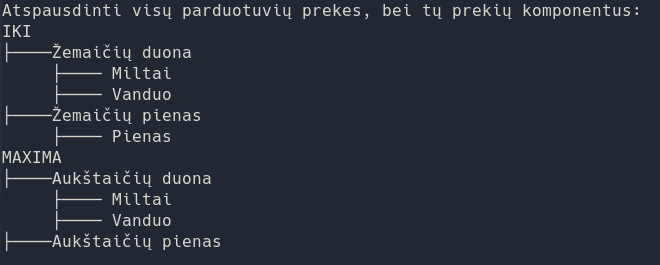 Atspausdinti visų parduotuvių prekes, bei tų prekių komponentus:
IKI
├────Žemaičių duona
     ├──── Miltai
     ├──── Vanduo
├────Žemaičių pienas
     ├──── Pienas
MAXIMA
├────Aukštaičių duona
     ├──── Miltai
     ├──── Vanduo
├────Aukštaičių pienas